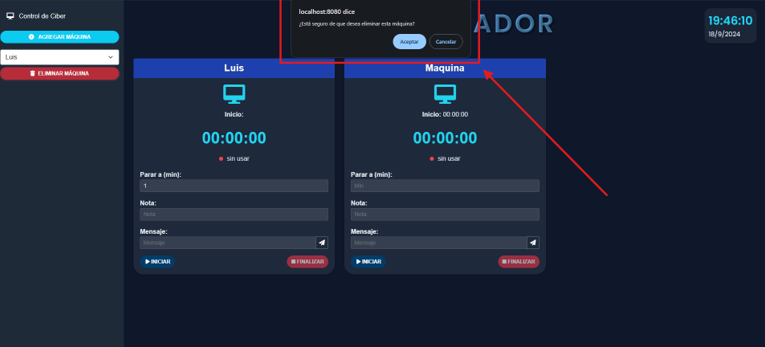 Control de Ciber
AGREGAR MÁQUINA
Luis
ELIMINAR MÁQUINA
localhost:8080 dice
¿Está seguro de que desea eliminar esta máquina?
Aceptar
Cancelar
ADOR
19:46:10
18/9/2024
Luis
Inicio:
00:00:00
sin usar
Parar a (min):
1
Nota:
Nota
Mensaje:
Mensaje
INICIAR
FINALIZAR
Maquina
Inicio: 00:00:00
00:00:00
sin usar
Parar a (min):
Min
Nota:
Nota
Mensaje:
Mensaje
INICIAR
FINALIZAR